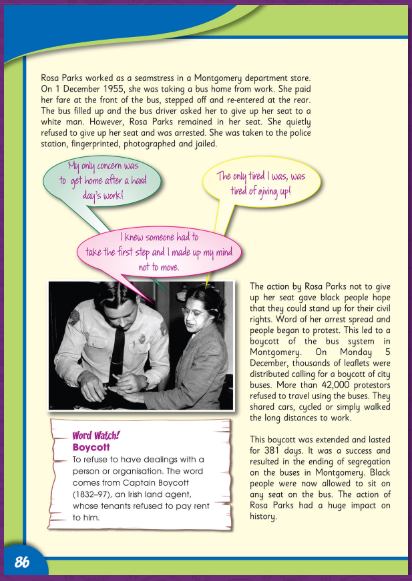 Rosa Parks worked as a seamstress in a Montgomery department store.
On 1 December 1955, she was taking a bus home from work. She paid
her fare at the front of the bus, stepped off and re-entered at the rear.
The bus filled up and the bus driver asked her to give up her seat to a
white man. However, Rosa Parks remained in her seat. She quietly
refused to give up her seat and was arrested. She was taken to the police
station, fingerprinted, photographed and jailed.
My only concern was
to get home after a hard
day's work!
The only tired I was, was
tired of giving up!
I knew someone had to
take the first step and I made up my mind
not to move.
The action by Rosa Parks not to give
up her seat gave black people hope
that they could stand up for their civil
rights. Word of her arrest spread and
people began to protest. This led to a
boycott of the bus system in
Montgomery. On Monday 5
December, thousands of leaflets were
distributed calling for a boycott of city
buses. More than 42,000 protestors
refused to travel using the buses. They
shared cars, cycled or simply walked
the long distances to work.
This boycott was extended and lasted
for 381 days. It was a success and
resulted in the ending of segregation
on the buses in Montgomery. Black
people were now allowed to sit on
any seat on the bus. The action of
Rosa Parks had a huge impact on
history.
Word Watch!
Boycott
To refuse to have dealings with a
person or organisation. The word
comes from Captain Boycott
(1832–97), an Irish land agent,
whose tenants refused to pay rent
to him.
86